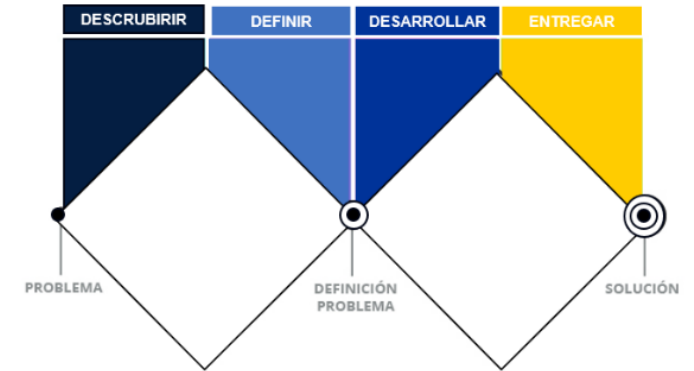 DESCRUBIRIR
DEFINIR
DESARROLLAR
ENTREGAR
PROBLEMA
DEFINICIÓN
PROBLEMA
SOLUCIÓN